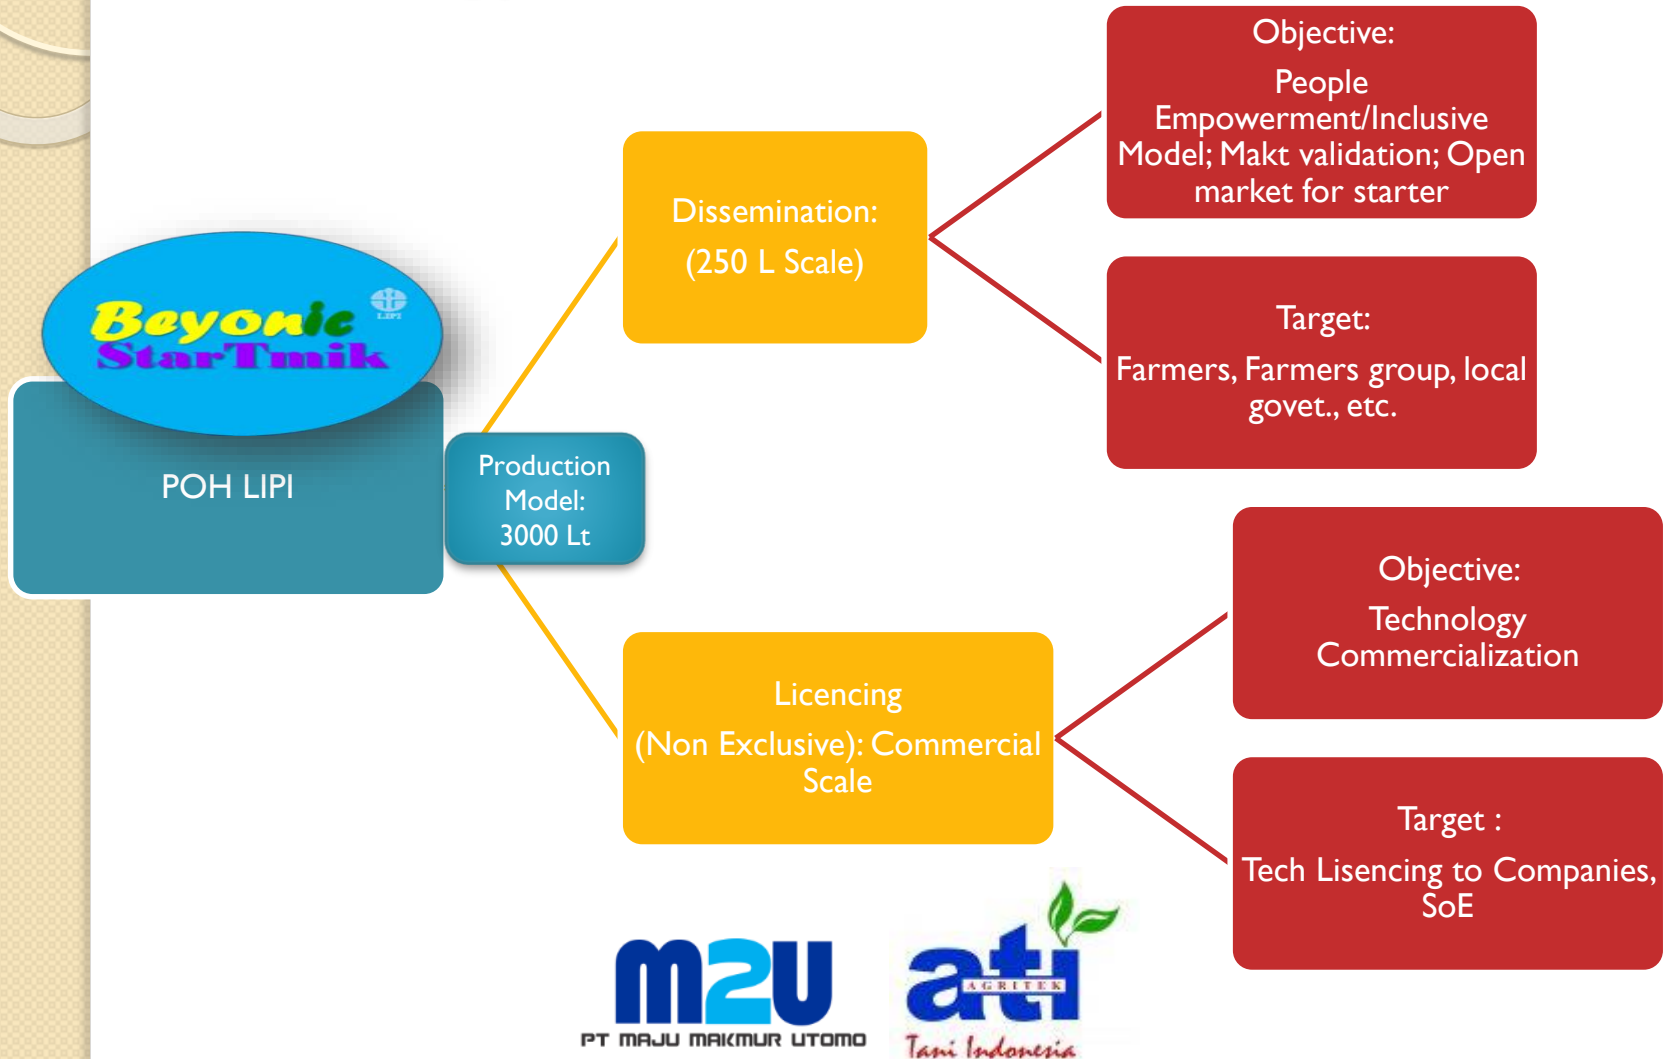 Beyonic
StarTmik
LIPI
POH LIPI
Production
Model:
3000 Lt
Dissemination:
(250 L Scale)
Objective:
People
Empowerment/Inclusive
Model; Makt validation; Open
market for starter
Target:
Farmers, Farmers group, local
govet., etc.
Licencing
(Non Exclusive): Commercial
Scale
Objective:
Technology
Commercialization
Target :
Tech Lisencing to Companies,
SoE
m2u
PT MAJU MAKMUR UTOMO
ati
AGRITEK
Tani Indonesia